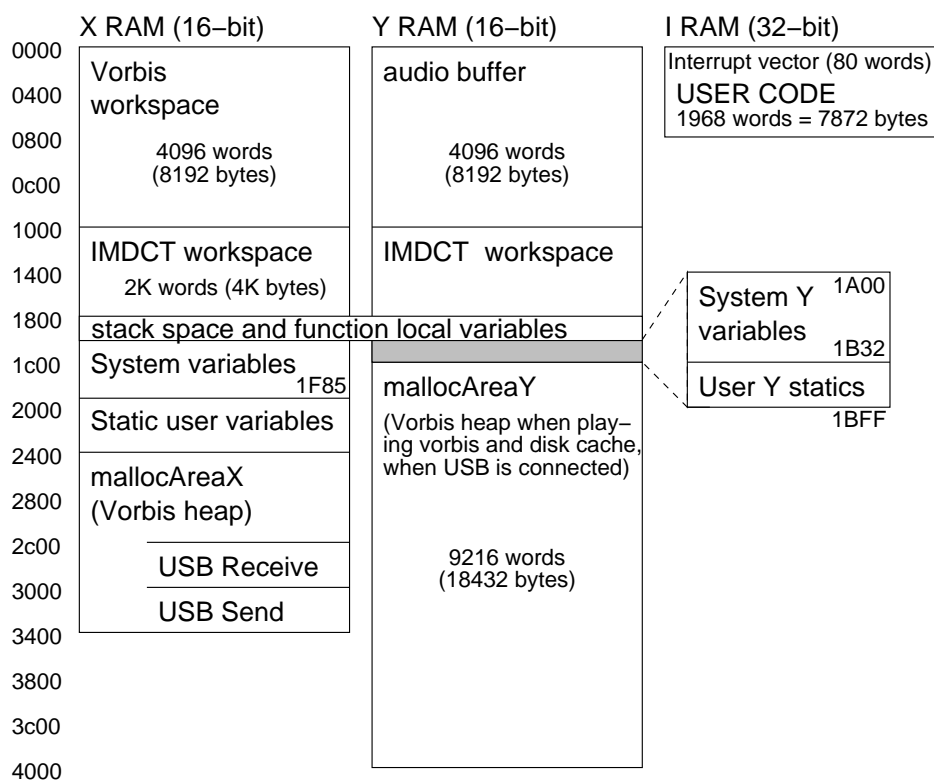 X RAM (16−bit)
Y RAM (16−bit)
I RAM (32−bit)
0000
0400
0800
0c00
1000
1400
1800
1c00
2000
2400
2800
2c00
3000
3400
3800
3c00
4000
Vorbis
workspace
4096 words
(8192 bytes)
IMDCT workspace
2K words (4K bytes)
stack space and function local variables
System variables
1F85
Static user variables
mallocAreaX
(Vorbis heap)
USB Receive
USB Send
audio buffer
4096 words
(8192 bytes)
IMDCT workspace
mallocAreaY
(Vorbis heap when play−
ing vorbis and disk cache,
when USB is connected)
9216 words
(18432 bytes)
Interrupt vector (80 words)
USER CODE
1968 words = 7872 bytes
System Y 1A00
variables
1B32
User Y statics
1BFF